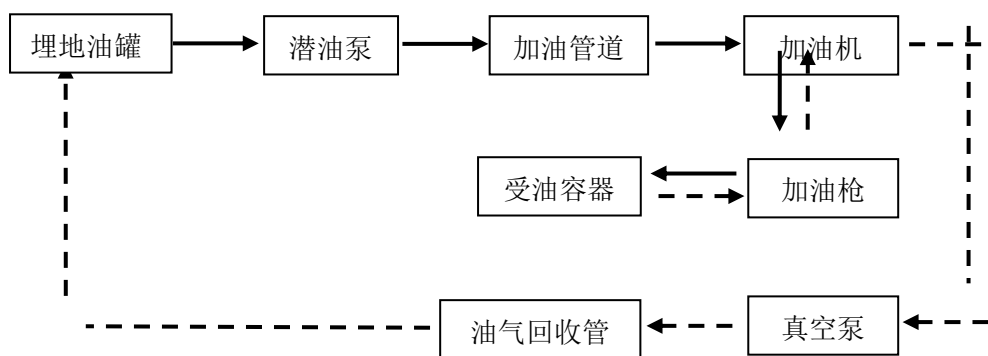 埋地油罐
潜油泵
加油管道
加油机
受油容器
加油枪
油气回收管
真空泵